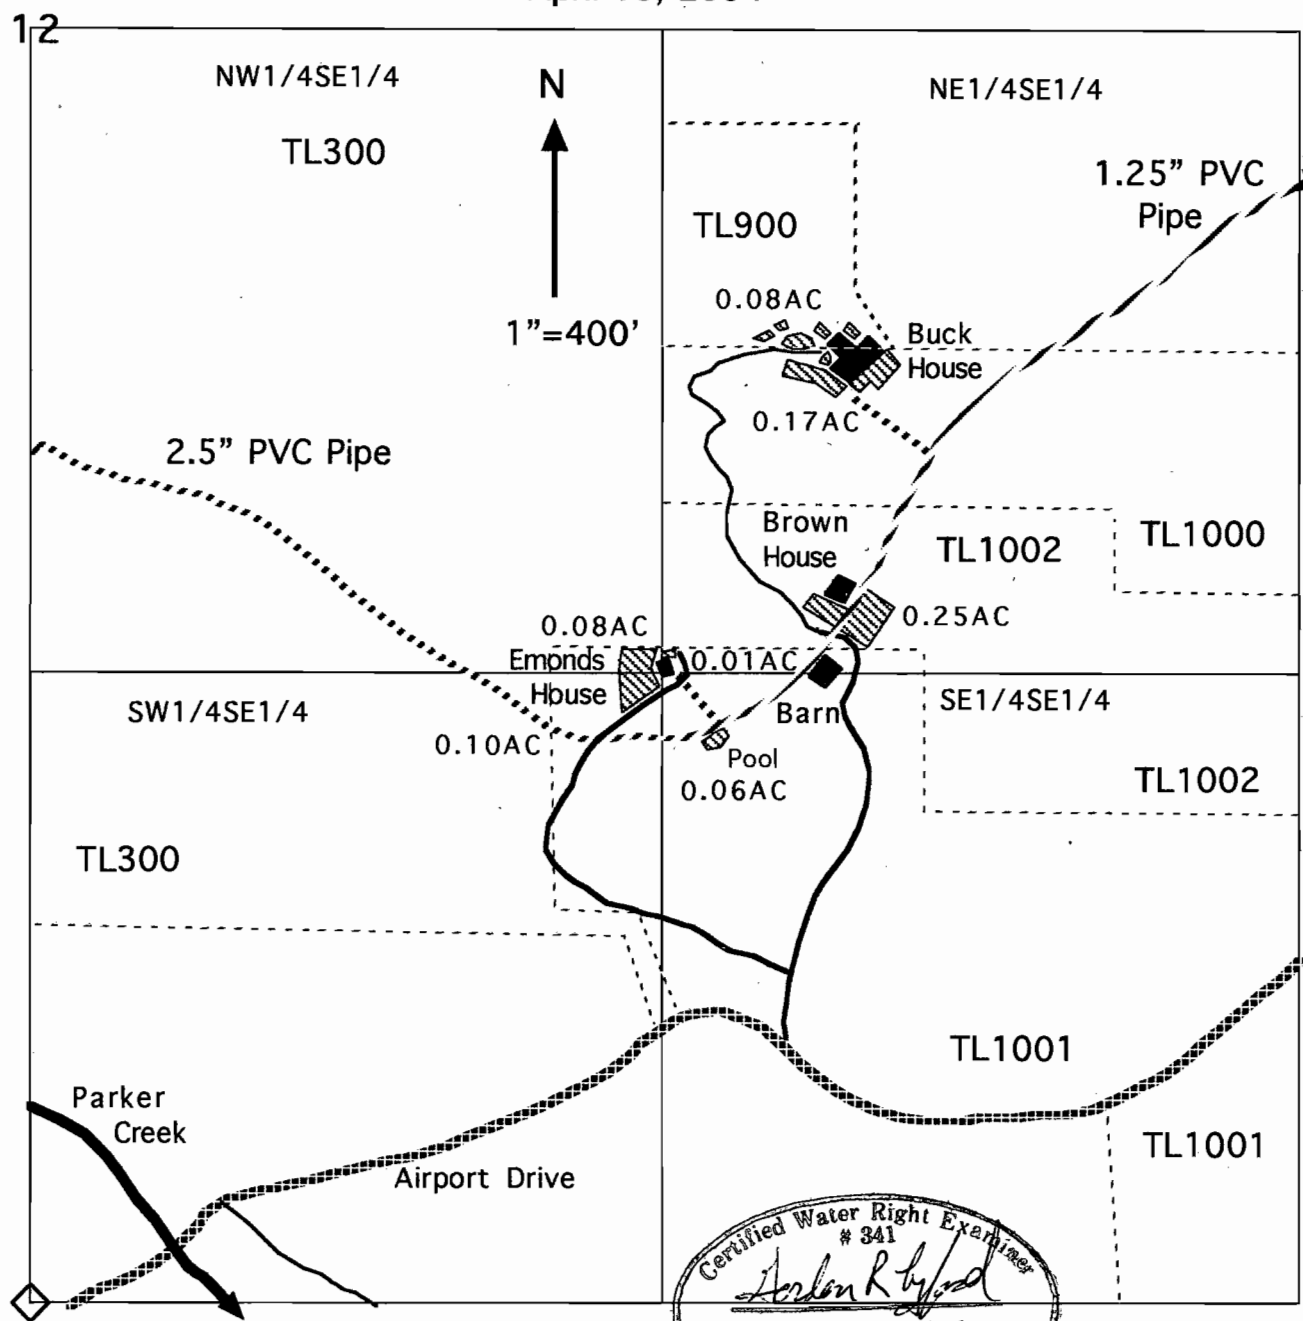 12
NW1/4SE1/4
N
NE1/4SE1/4
TL300
1.25” PVC
Pipe
TL900
0.08AC
1”=400’
Buck
House
0.17AC
2.5” PVC Pipe
Brown
House
TL1002
TL1000
0.25AC
0.08AC
Emonds
House
0.01AC
Barn
SW1/4SE1/4
SE1/4SE1/4
0.10AC
Pool
0.06AC
TL1002
TL300
TL1001
Parker
Creek
TL1001
Airport Drive
Certified Water Right Examiner
# 341